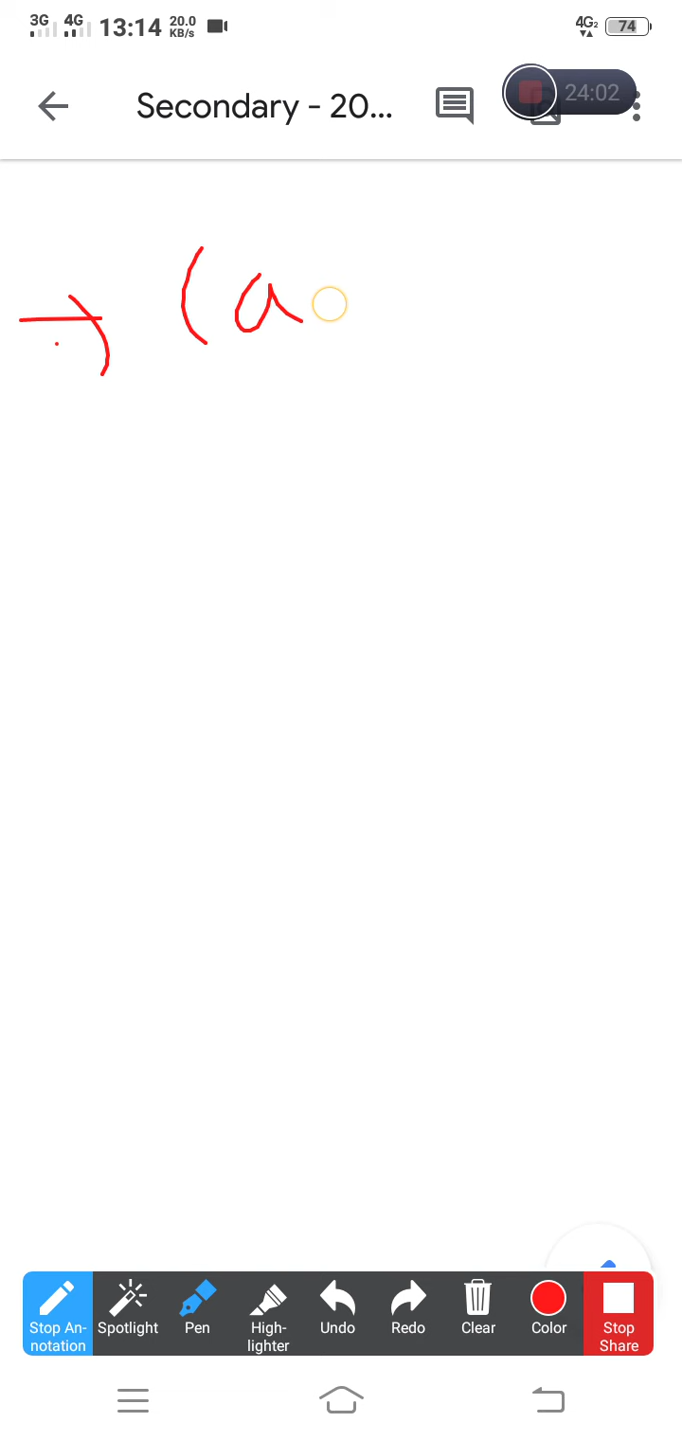 3G 4G 13:14 20.0 KB/s 4G2 74
Secondary - 20... 24:02
→ (a
Stop An-
notation
Spotlight
Pen
High-
lighter
Undo
Redo
Clear
Color
Stop
Share